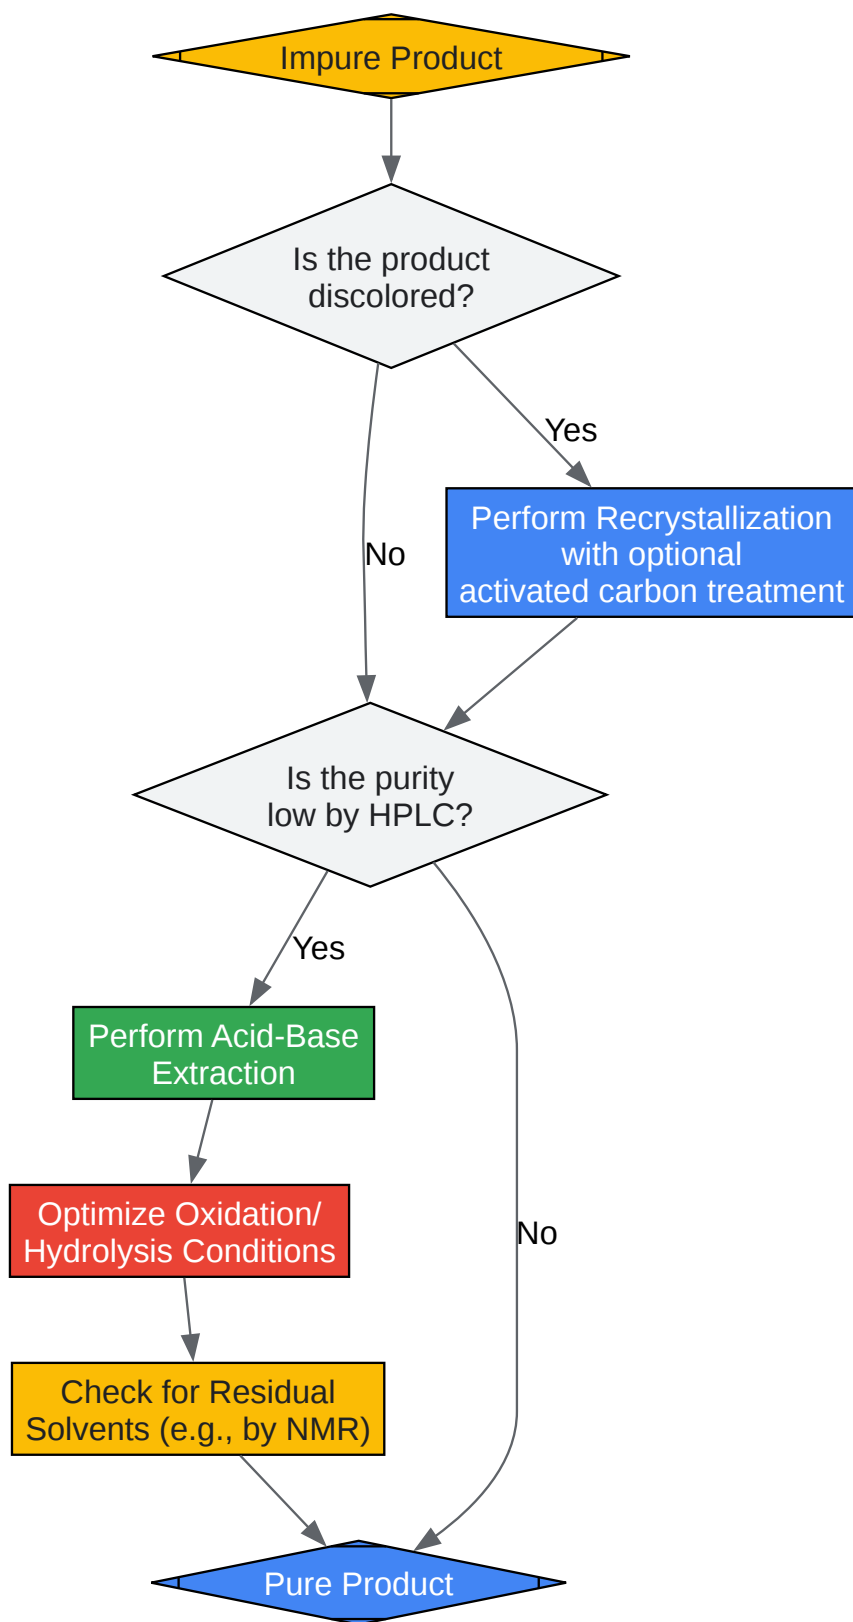 Impure Product
Is the product
discolored?
Yes
Perform Recrystallization
with optional
activated carbon treatment
No
Is the purity
low by HPLC?
Yes
Perform Acid-Base
Extraction
Optimize Oxidation/
Hydrolysis Conditions
No
Check for Residual
Solvents (e.g., by NMR)
Pure Product